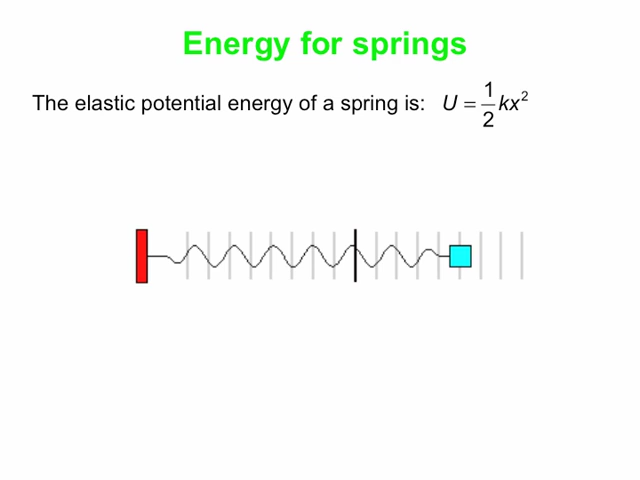 Energy for springs
The elastic potential energy of a spring is: U = 1/2 kx²